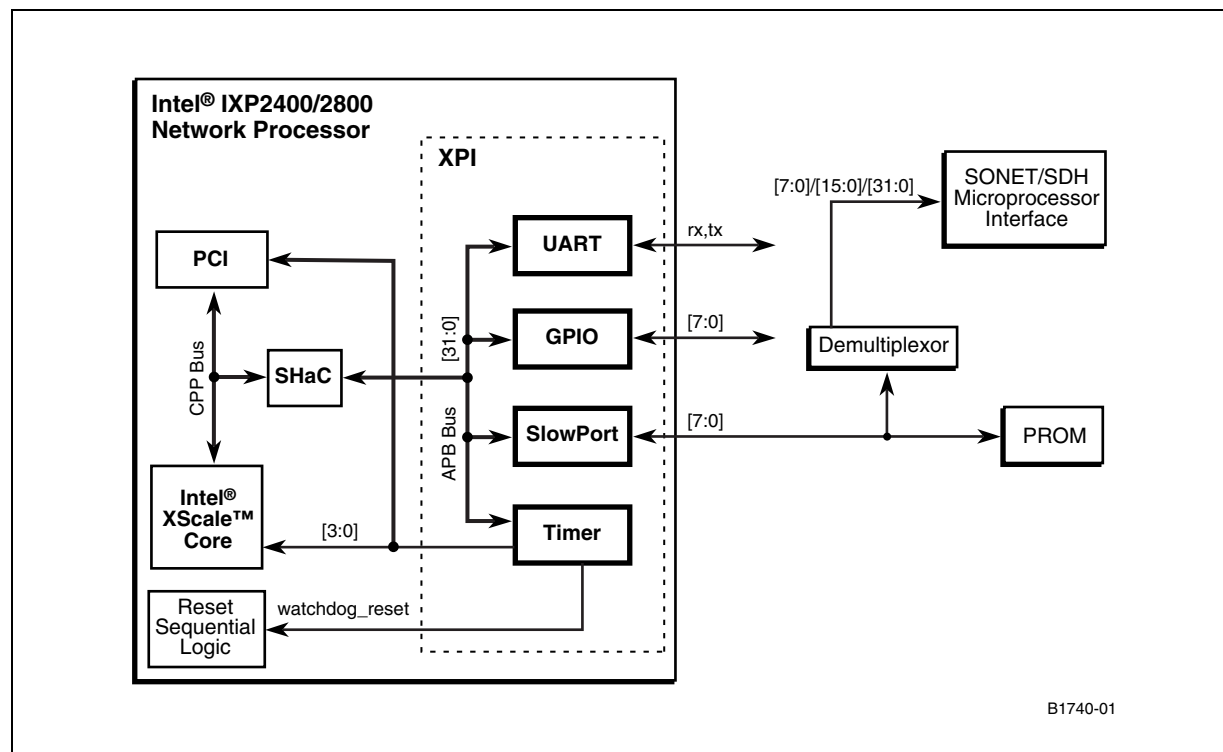 Intel® IXP2400/2800
Network Processor
XPI
[7:0]/[15:0]/[31:0]
SONET/SDH
Microprocessor
Interface
UART
rx,tx
PCI
GPIO
[7:0]
[31:0]
Demultiplexor
CPP Bus
SHaC
APB Bus
SlowPort
[7:0]
PROM
Intel®
XScale™
Core
[3:0]
Timer
Reset
Sequential
Logic
watchdog_reset
B1740-01